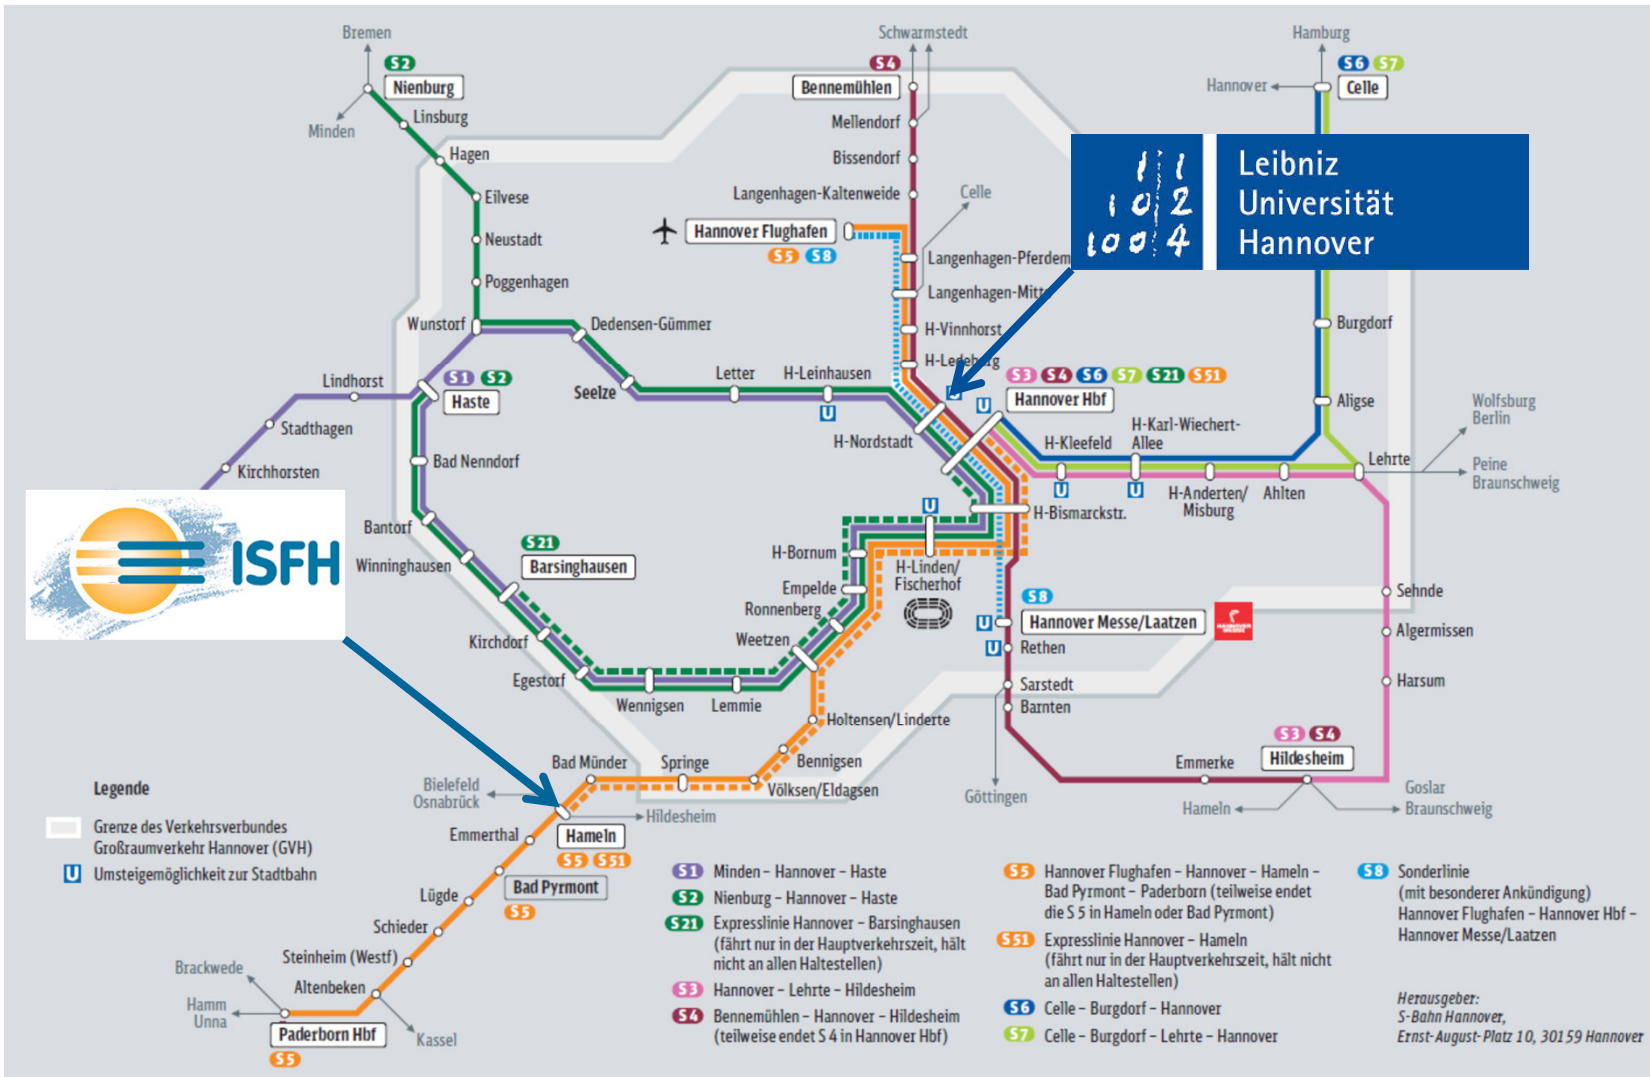 Bremen
S2
Nienburg
Linsburg
Minden
Hagen
Eilvese
Neustadt
Poggenhagen
Wunstorf
Dedensen-Gümmer
Lindhorst
S1 S2
Haste
Seelze
Letter
H-Leinhausen
U
Stadthagen
Kirchhorsten
Bad Nenndorf
Bantorf
Winninghausen
S21
Barsinghausen
Kirchdorf
Egestorf
Wennigsen
Lemmie
Weetzen
Ronnenberg
Empelde
H-Bornum
U
H-Linden/
Fischerhof
H-Nordstadt
Schwarmstedt
S4
Bennemühlen
Mellendorf
Bissendorf
Langenhagen-Kaltenweide
Celle
Hannover Flughafen
S5 S8
Langenhagen-Pferdem
Langenhagen-Mitte
H-Vinnhorst
H-Ledeburg
U
U
S3 S4 S6 S7 S21 S51
Hannover Hbf
H-Kleefeld
U
H-Karl-Wiechert-
Allee
U
H-Anderten/
Misburg
Ahlten
Lehrte
H-Bismarckstr.
Hamburg
S6 S7
Hannover
Celle
1 1
1 0 2
1 0 0 4
Leibniz
Universität
Hannover
Burgdorf
Aligse
Wolfsburg
Berlin
Peine
Braunschweig
Sehnde
Algermissen
Harsum
S3 S4
Hildesheim
Emmerke
Hameln
Goslar
Braunschweig
S8
U
Hannover Messe/Laatzen
HANNOVER
MESSE
U
Rethen
Sarstedt
Barnten
Göttingen
ISFH
Holtensen/Linderte
Bennigsen
Völksen/Eldagsen
Springe
Bad Münder
Bielefeld
Osnabrück
Hildesheim
Hameln
S5 S51
Emmerthal
Bad Pyrmont
S5
Lügde
Schieder
Steinheim (Westf)
Altenbeken
Brackwede
Hamm
Unna
Kassel
Paderborn Hbf
S5
Legende
Grenze des Verkehrsverbundes
Großraumverkehr Hannover (GVH)
U Umsteigemöglichkeit zur Stadtbahn
S1 Minden – Hannover – Haste
S2 Nienburg – Hannover – Haste
S21 Expresslinie Hannover – Barsinghausen
(fährt nur in der Hauptverkehrszeit, hält
nicht an allen Haltestellen)
S3 Hannover – Lehrte – Hildesheim
S4 Bennemühlen – Hannover – Hildesheim
(teilweise endet S 4 in Hannover Hbf)
S5 Hannover Flughafen – Hannover – Hameln –
Bad Pyrmont – Paderborn (teilweise endet
die S 5 in Hameln oder Bad Pyrmont)
S51 Expresslinie Hannover – Hameln
(fährt nur in der Hauptverkehrszeit, hält nicht
an allen Haltestellen)
S6 Celle – Burgdorf – Hannover
S7 Celle – Burgdorf – Lehrte – Hannover
S8 Sonderlinie
(mit besonderer Ankündigung)
Hannover Flughafen – Hannover Hbf –
Hannover Messe/Laatzen
Herausgeber:
S-Bahn Hannover,
Ernst-August-Platz 10, 30159 Hannover